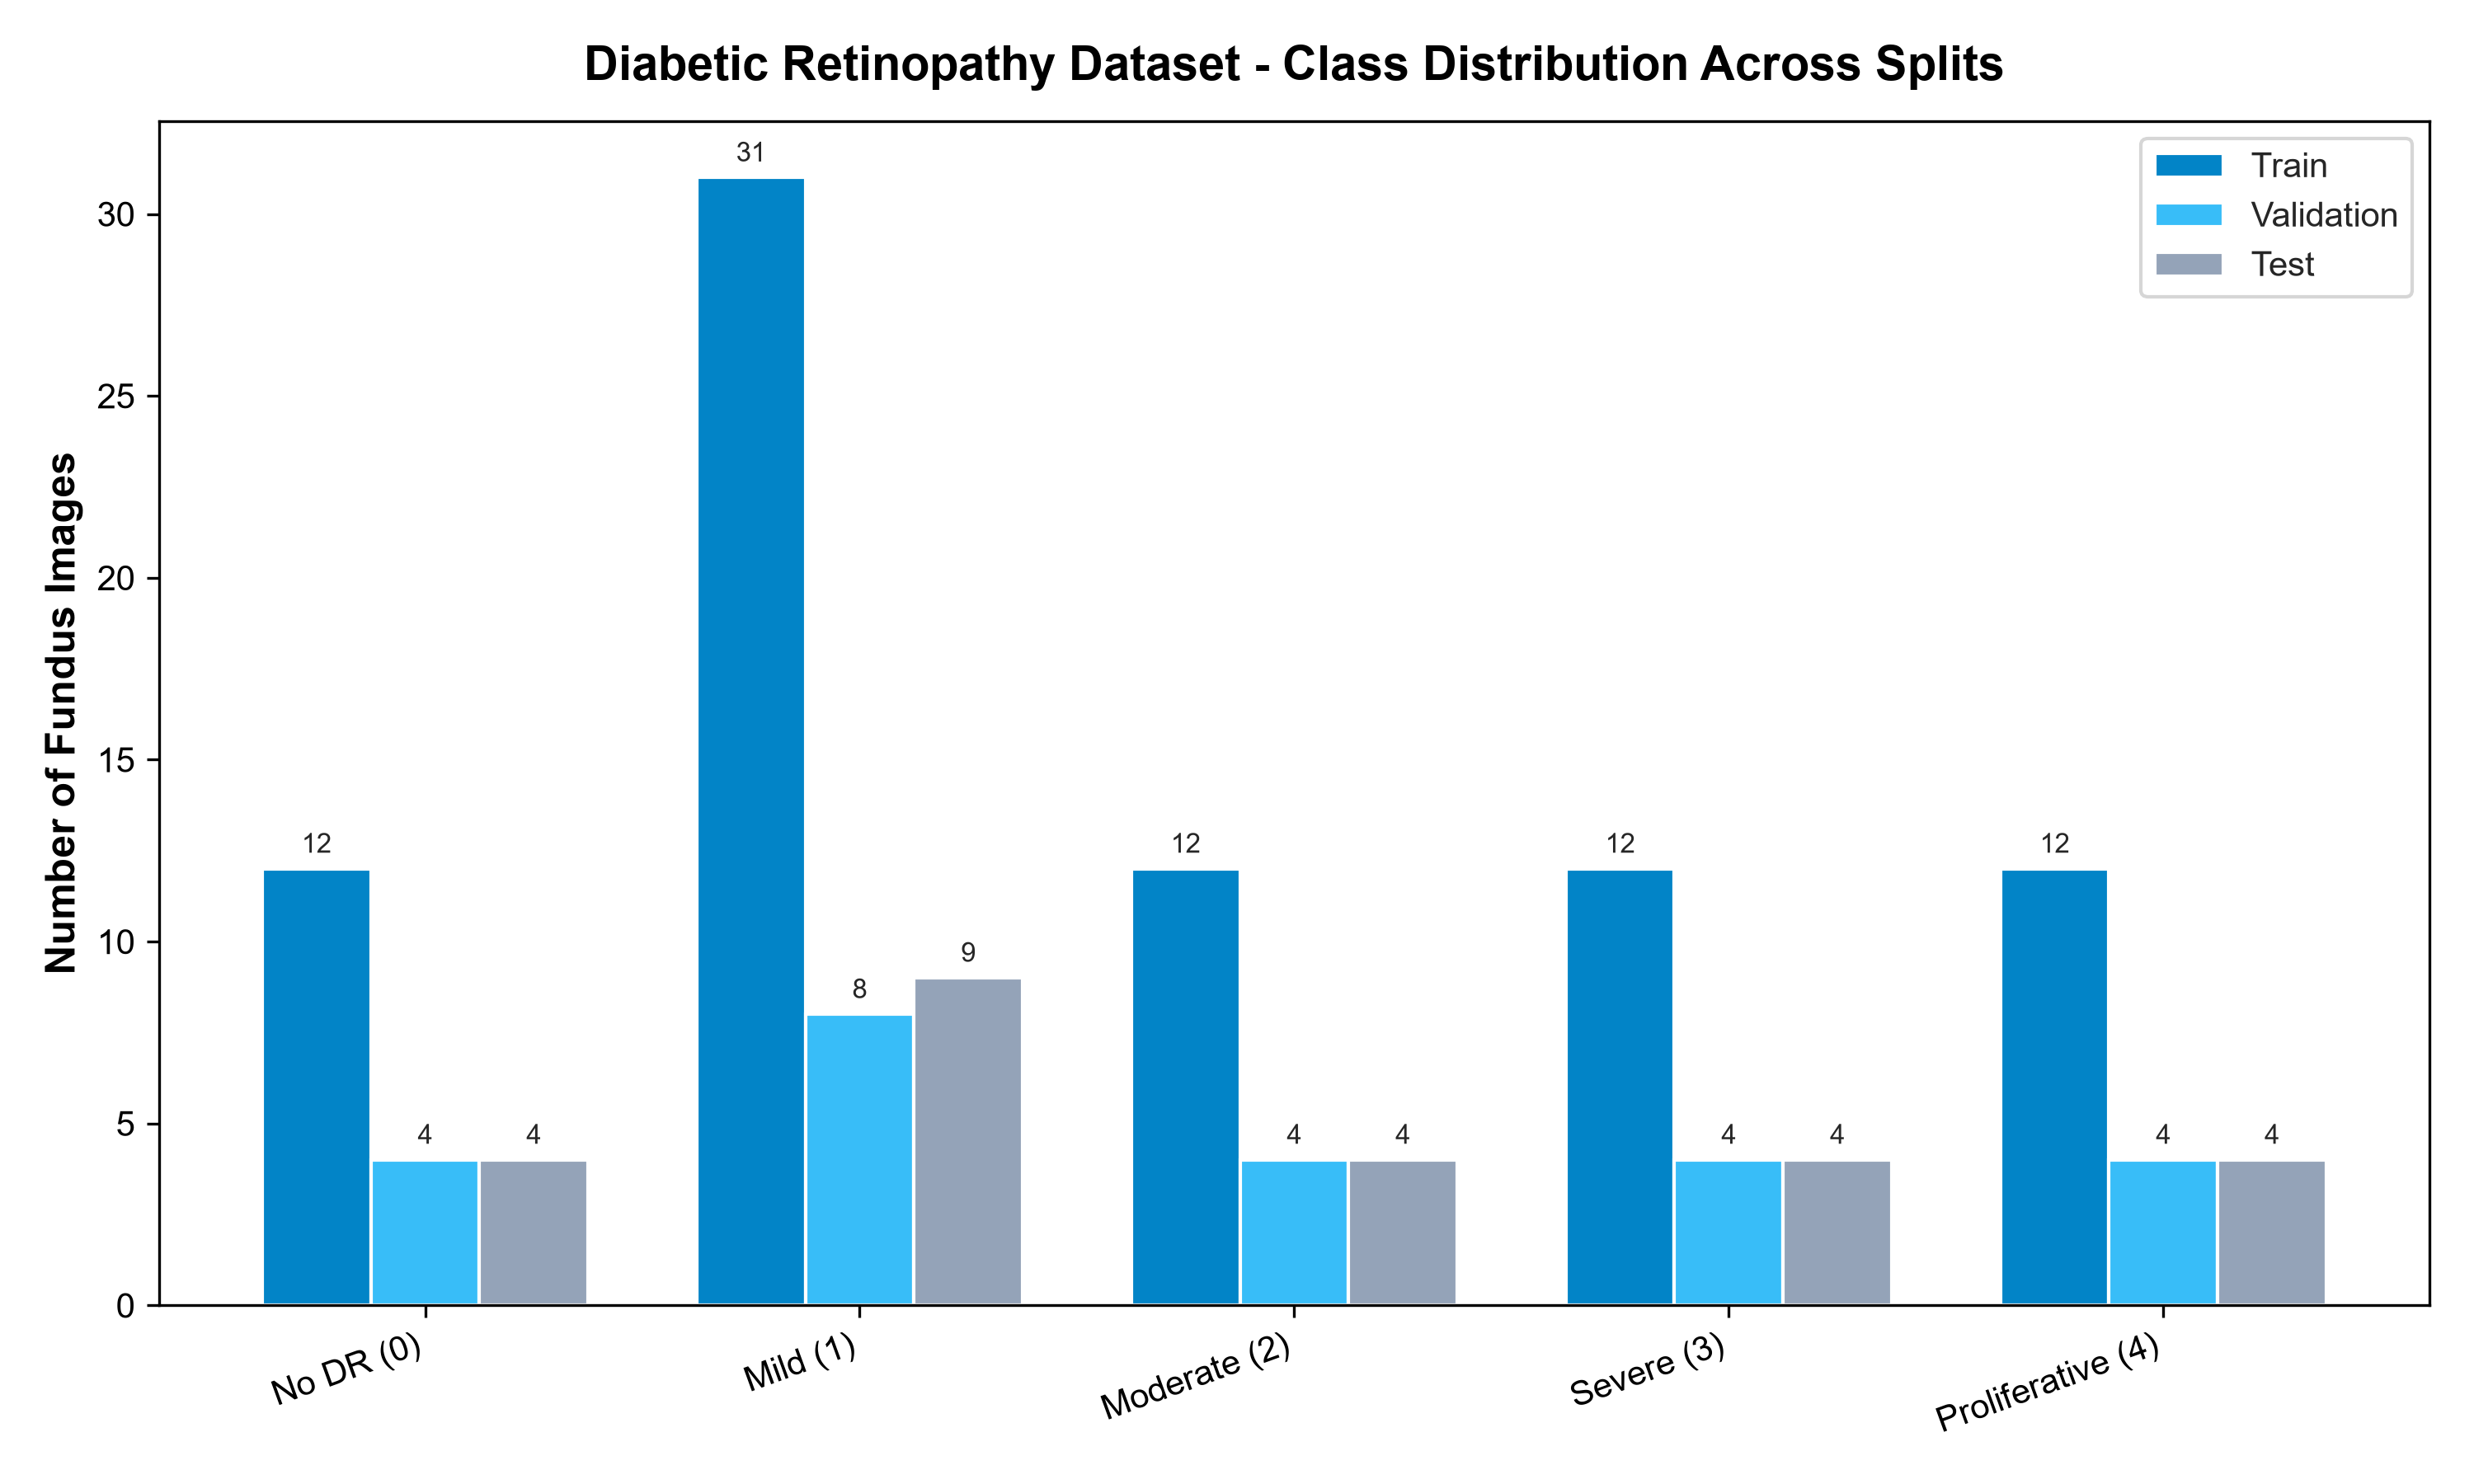 Diabetic Retinopathy Dataset - Class Distribution Across Splits
Train
Validation
Test
Number of Fundus Images
30
25
20
15
10
5
0
12
4
4
31
8
9
12
4
4
12
4
4
12
4
4
No DR (0)
Mild (1)
Moderate (2)
Severe (3)
Proliferative (4)